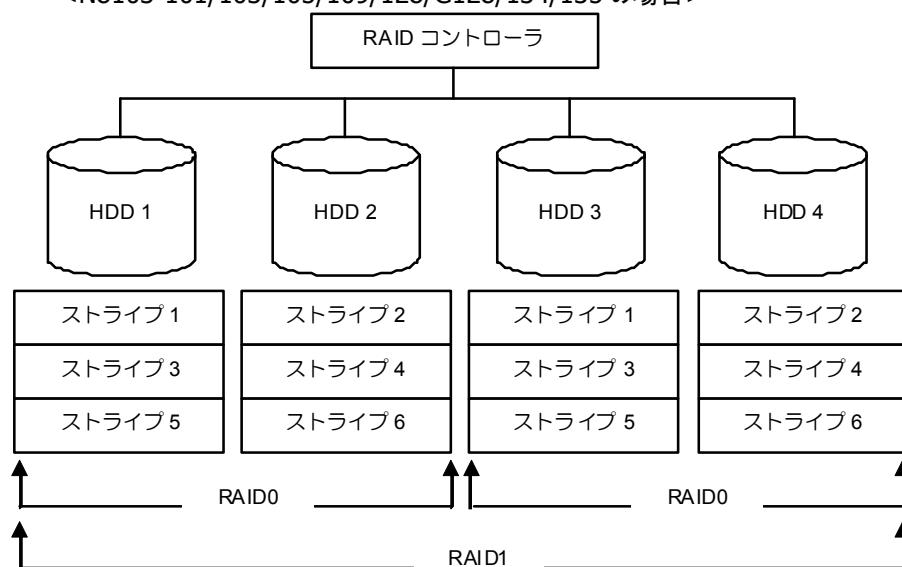 RAID コントローラ
HDD 1
HDD 2
HDD 3
HDD 4
ストライプ 1
ストライプ 2
ストライプ 1
ストライプ 2
ストライプ 3
ストライプ 4
ストライプ 3
ストライプ 4
ストライプ 5
ストライプ 6
ストライプ 5
ストライプ 6
RAID0
RAID0
RAID1